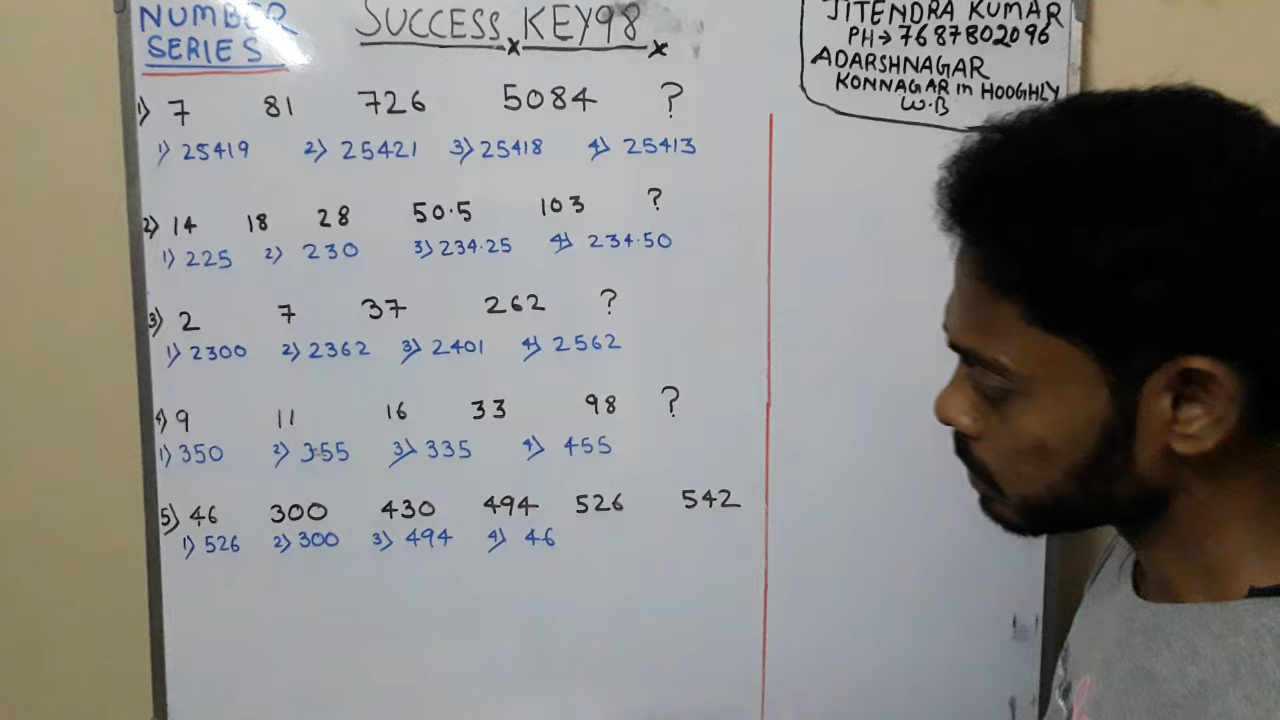 NUMBER
SERIES
SUCCESS KEY98
JITENDRA KUMAR
PH→7687802096
ADARSHNAGAR
KONNAGAR in HOOGHLY
W.B
1) 7 81 726 5084 ?
1) 25419 2) 25421 3) 25418 4) 25413
2) 14 18 28 50.5 103 ?
1) 225 2) 230 3) 234.25 4) 234.50
3) 2 7 37 262 ?
1) 2300 2) 2362 3) 2401 4) 2562
4) 9 11 16 33 98 ?
1) 350 2) 355 3) 335 4) 455
5) 46 300 430 494 526 542
1) 526 2) 300 3) 494 4) 46